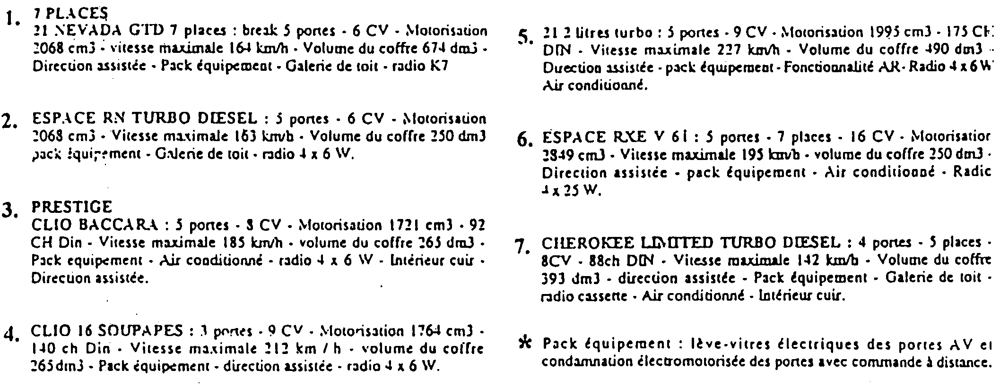 1. 7 PLACES
21 NEVADA GTD 7 places : break 5 portes - 6 CV - Motorisation
2068 cm3 - vitesse maximale 164 km/h - Volume du coffre 674 dm3 -
Direction assistée - Pack équipement - Galerie de toit - radio K7
2. ESPACE RN TURBO DIESEL : 5 portes - 6 CV - Motorisation
2068 cm3 - Vitesse maximale 163 km/h - Volume du coffre 250 dm3
pack équipement - Galerie de toit - radio 4 x 6 W.
3. PRESTIGE
CLIO BACCARA : 5 portes - 8 CV - Motorisation 1721 cm3 - 92
CH Din - Vitesse maximale 185 km/h - volume du coffre 265 dm3 -
Pack equipement - Air conditionné - radio 4 x 6 W - Intérieur cuir -
Direction assistée.
4. CLIO 16 SOUPAPES : 3 portes - 9 CV - Motorisation 1764 cm3 -
140 ch Din - Vitesse maximale 212 km / h - volume du coffre
265 dm3 - Pack équipement - direction assistée - radio 4 x 6 W.
5. 21 2 litres turbo : 5 portes - 9 CV - Motorisation 1995 cm3 - 175 CH
DIN - Vitesse maximale 227 km/h - Volume du coffre 490 dm3 -
Direction assistée - pack équipement - Fonctionnalité AR - Radio 4 x 6 W
Air conditionné.
6. ESPACE RXE V 6i : 5 portes - 7 places - 16 CV - Motorisation
2849 cm3 - Vitesse maximale 195 km/h - volume du coffre 250 dm3 -
Direction assistée - pack équipement - Air conditionné - Radio
4 x 25 W.
7. CHEROKEE LIMITED TURBO DIESEL : 4 portes - 5 places -
8CV - 88ch DIN - Vitesse maximale 142 km/h - Volume du coffre
393 dm3 - direction assistée - Pack équipement - Galerie de toit -
radio cassette - Air conditionné - Intérieur cuir.
* Pack équipement : lève-vitres électriques des portes AV et
condamnation électromotorisée des portes avec commande à distance.